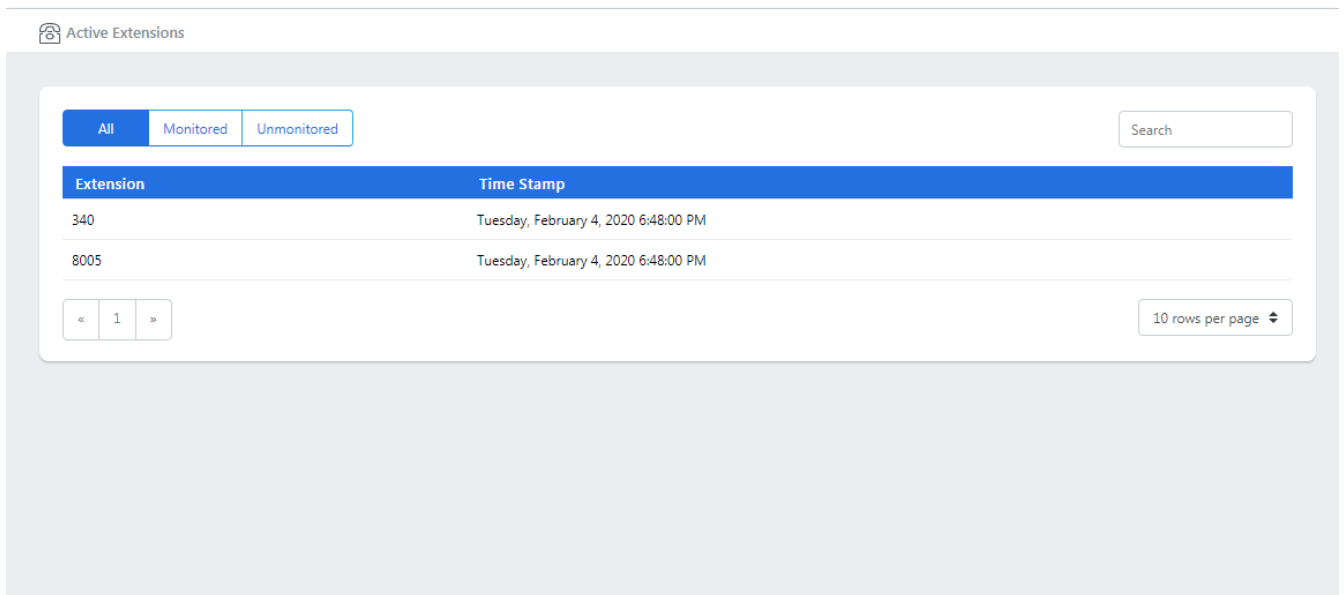 Active Extensions
All Monitored Unmonitored Search
Extension Time Stamp
340 Tuesday, February 4, 2020 6:48:00 PM
8005 Tuesday, February 4, 2020 6:48:00 PM
« 1 » 10 rows per page